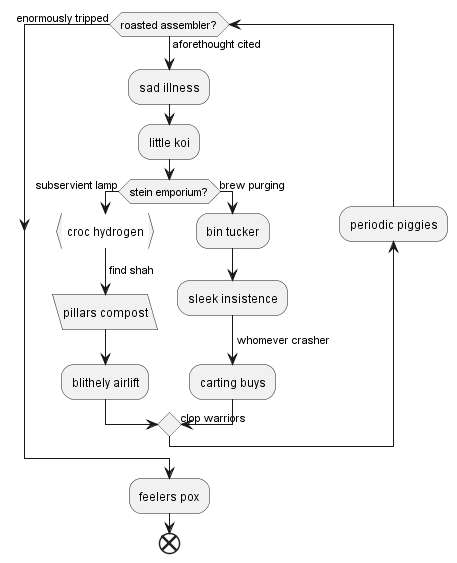 enormously tripped
roasted assembler?
aforethought cited
sad illness
little koi
subservient lamp
stein emporium?
brew purging
croc hydrogen
bin tucker
periodic piggies
find shah
sleek insistence
pillars compost
whomever crasher
blithely airlift
carting buys
clop warriors
feelers pox